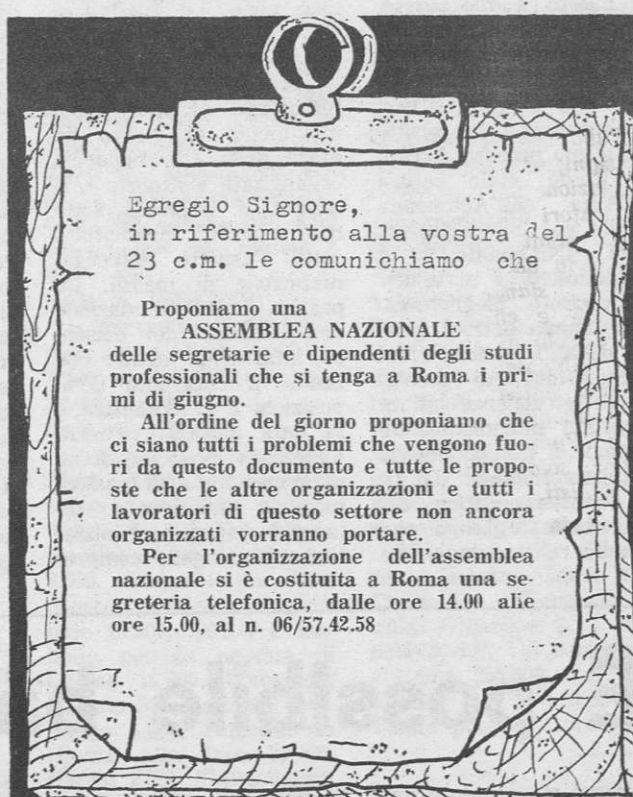 Egregio Signore,
in riferimento alla vostra del
23 c.m. le comunichiamo che
Proponiamo una
ASSEMBLEA NAZIONALE
delle segretarie e dipendenti degli studi
professionali che si tenga a Roma i pri-
mi di giugno.
All'ordine del giorno proponiamo che
ci siano tutti i problemi che vengono fuo-
ri da questo documento e tutte le propo-
ste che le altre organizzazioni e tutti i
lavoratori di questo settore non ancora
organizzati vorranno portare.
Per l'organizzazione dell'assemblea
nazionale si è costituita a Roma una se-
greteria telefonica, dalle ore 14.00 alle
ore 15.00, al n. 06/57.42.58